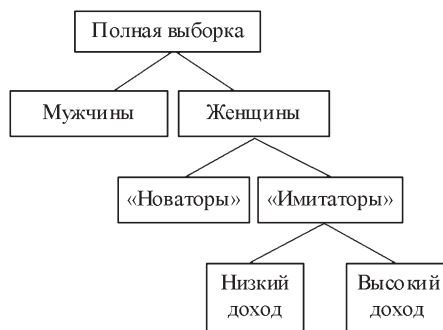 Полная выборка
Мужчины
Женщины
«Новаторы»
«Имитаторы»
Низкий
доход
Высокий
доход